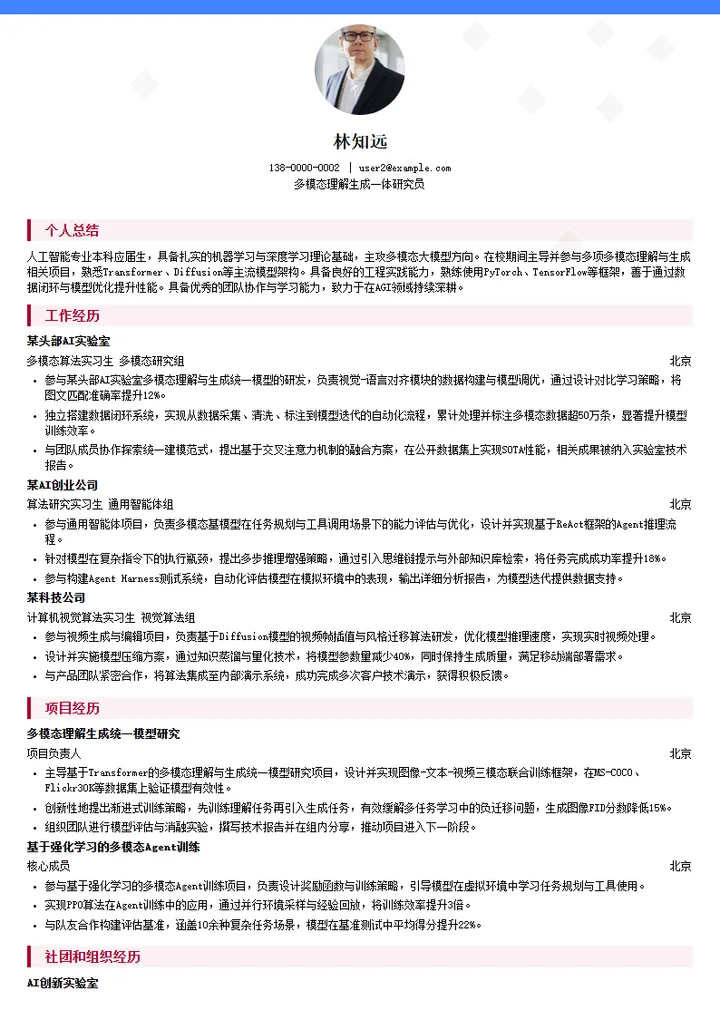 林知远
138-0000-0002 | user2@example.com
多模态理解生成一体研究员
个人总结
人工智能专业本科应届生，具备扎实的机器学习与深度学习理论基础，主攻多模态大模型方向。在校期间主导并参与多项多模态理解与生成
相关项目，熟悉Transformer、Diffusion等主流模型架构。具备良好的工程实践能力，熟练使用PyTorch、TensorFlow等框架，善于通过数
据闭环与模型优化提升性能。具备优秀的团队协作与学习能力，致力于在AGI领域持续深耕。
工作经历
某头部AI实验室
多模态算法实习生 多模态研究组 北京
• 参与某头部AI实验室多模态理解与生成统一模型的研发，负责视觉-语言对齐模块的数据构建与模型调优，通过设计对比学习策略，将
图文匹配准确率提升12%。
• 独立搭建数据闭环系统，实现从数据采集、清洗、标注到模型迭代的自动化流程，累计处理并标注多模态数据超50万条，显著提升模型
训练效率。
• 与团队成员协作探索统一建模范式，提出基于交叉注意力机制的融合方案，在公开数据集上实现SOTA性能，相关成果被纳入实验室技术
报告。
某AI创业公司
算法研究实习生 通用智能体组 北京
• 参与通用智能体项目，负责多模态基模型在任务规划与工具调用场景下的能力评估与优化，设计并实现基于ReAct框架的Agent推理流
程。
• 针对模型在复杂指令下的执行瓶颈，提出多步推理增强策略，通过引入思维链提示与外部知识库检索，将任务完成成功率提升18%。
• 参与构建Agent Harness测试系统，自动化评估模型在模拟环境中的表现，输出详细分析报告，为模型迭代提供数据支持。
某科技公司
计算机视觉算法实习生 视觉算法组 北京
• 参与视频生成与编辑项目，负责基于Diffusion模型的视频帧插值与风格迁移算法研发，优化模型推理速度，实现实时视频处理。
• 设计并实施模型压缩方案，通过知识蒸馏与量化技术，将模型参数量减少40%，同时保持生成质量，满足移动端部署需求。
• 与产品团队紧密合作，将算法集成至内部演示系统，成功完成多次客户技术演示，获得积极反馈。
项目经历
多模态理解生成统一模型研究
项目负责人 北京
• 主导基于Transformer的多模态理解与生成统一模型研究项目，设计并实现图像-文本-视频三模态联合训练框架，在MS-COCO、
Flickr30K等数据集上验证模型有效性。
• 创新性地提出渐进式训练策略，先训练理解任务再引入生成任务，有效缓解多任务学习中的负迁移问题，生成图像FID分数降低15%。
• 组织团队进行模型评估与消融实验，撰写技术报告并在组内分享，推动项目进入下一阶段。
基于强化学习的多模态Agent训练
核心成员 北京
• 参与基于强化学习的多模态Agent训练项目，负责设计奖励函数与训练策略，引导模型在虚拟环境中学习任务规划与工具使用。
• 实现PPO算法在Agent训练中的应用，通过并行环境采样与经验回放，将训练效率提升3倍。
• 与队友合作构建评估基准，涵盖10余种复杂任务场景，模型在基准测试中平均得分提升22%。
社团和组织经历
AI创新实验室